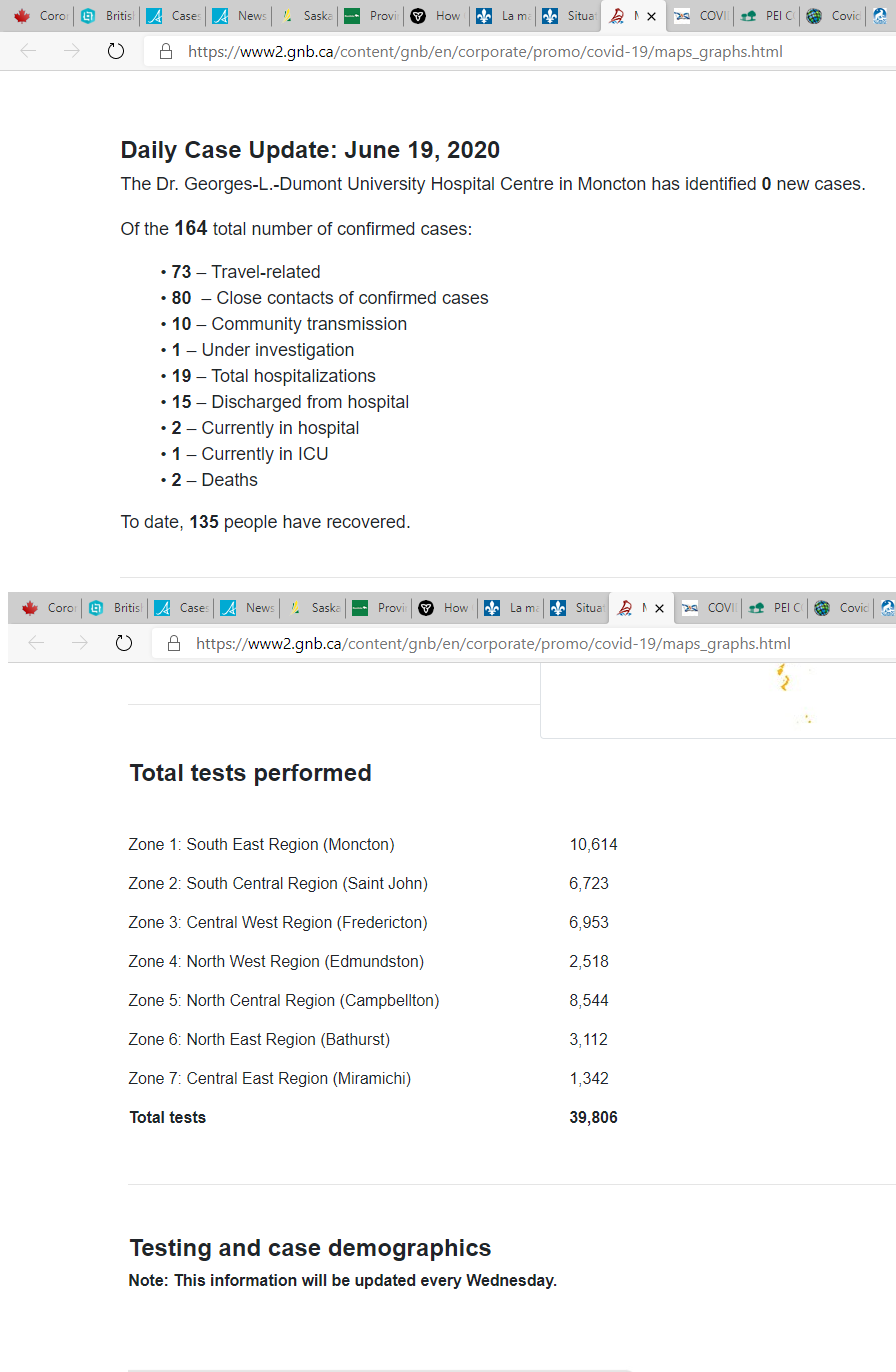 Coro Britis Cases News Saska Provi How La ma Situat COVI PEI C Covic
https://www2.gnb.ca/content/gnb/en/corporate/promo/covid-19/maps_graphs.html
Daily Case Update: June 19, 2020
The Dr. Georges-L.-Dumont University Hospital Centre in Moncton has identified 0 new cases.
Of the 164 total number of confirmed cases:
• 73 – Travel-related
• 80 – Close contacts of confirmed cases
• 10 – Community transmission
• 1 – Under investigation
• 19 – Total hospitalizations
• 15 – Discharged from hospital
• 2 – Currently in hospital
• 1 – Currently in ICU
• 2 – Deaths
To date, 135 people have recovered.
Coro Britis Cases News Saska Provi How La ma Situat COVI PEI C Covic
https://www2.gnb.ca/content/gnb/en/corporate/promo/covid-19/maps_graphs.html
Total tests performed
Zone 1: South East Region (Moncton) 10,614
Zone 2: South Central Region (Saint John) 6,723
Zone 3: Central West Region (Fredericton) 6,953
Zone 4: North West Region (Edmundston) 2,518
Zone 5: North Central Region (Campbellton) 8,544
Zone 6: North East Region (Bathurst) 3,112
Zone 7: Central East Region (Miramichi) 1,342
Total tests 39,806
Testing and case demographics
Note: This information will be updated every Wednesday.